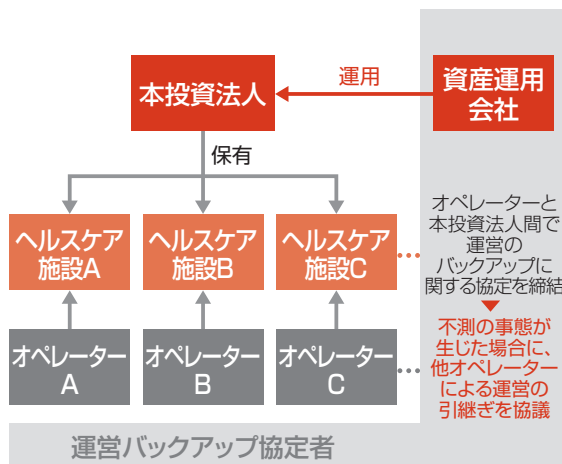 本投資法人
運用
資産運用
会社
保有
ヘルスケア
施設A
ヘルスケア
施設B
ヘルスケア
施設C
オペレーターと
本投資法人間で
運営の
バックアップに
関する協定を締結
不測の事態が
生じた場合に、
他オペレーター
による運営の
引継ぎを協議
オペレーター
A
オペレーター
B
オペレーター
C
運営バックアップ協定者